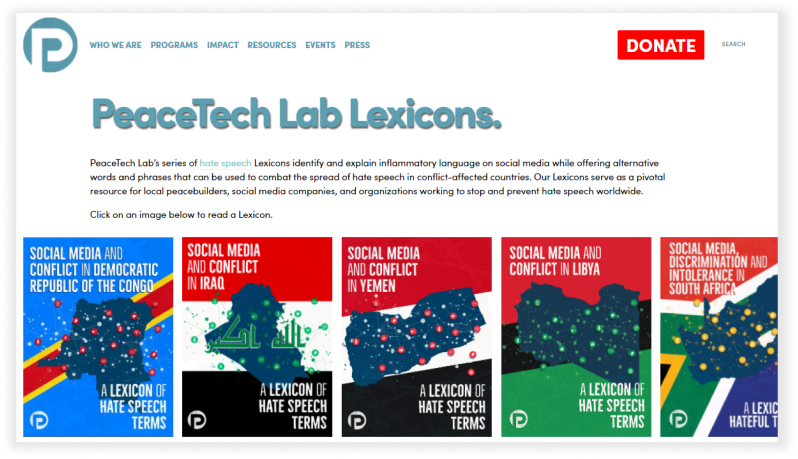 WHO WE ARE PROGRAMS IMPACT RESOURCES EVENTS PRESS
DONATE
SEARCH
PeaceTech Lab Lexicons.
PeaceTech Lab's series of hate speech Lexicons identify and explain inflammatory language on social media while offering alternative
words and phrases that can be used to combat the spread of hate speech in conflict-affected countries. Our Lexicons serve as a pivotal
resource for local peacebuilders, social media companies, and organizations working to stop and prevent hate speech worldwide.
Click on an image below to read a Lexicon.
SOCIAL MEDIA AND
CONFLICT IN DEMOCRATIC
REPUBLIC OF THE CONGO
A LEXICON OF
HATE SPEECH
TERMS
SOCIAL MEDIA
AND CONFLICT
IN IRAQ
الله اكبر
A LEXICON OF
HATE SPEECH
TERMS
SOCIAL MEDIA
AND CONFLICT
IN YEMEN
A LEXICON OF
HATE SPEECH
TERMS
SOCIAL MEDIA AND
CONFLICT IN LIBYA
A LEXICON OF
HATE SPEECH
TERMS
SOCIAL MEDIA,
DISCRIMINATION AND
INTOLERANCE IN
SOUTH AFRICA
A LEXIC
HATEFUL T